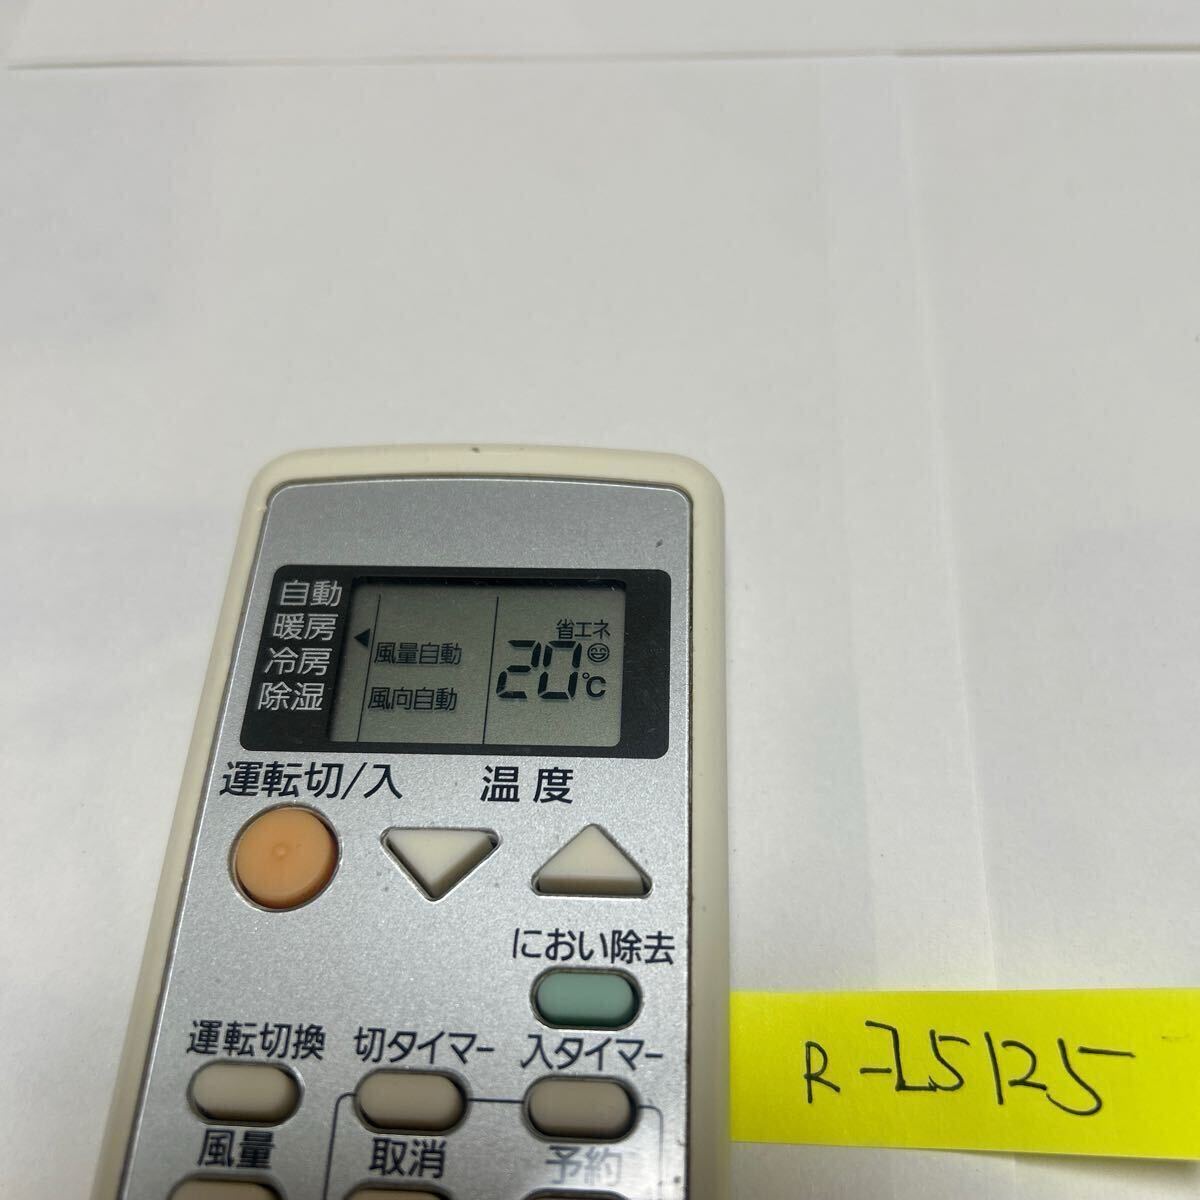 自動
暖房
冷房
除湿
省エネ
風量自動
20℃
風向自動
運転切/入
温度
におい除去
運転切換
切タイマー
入タイマー
風量
取消
予約
R-25125